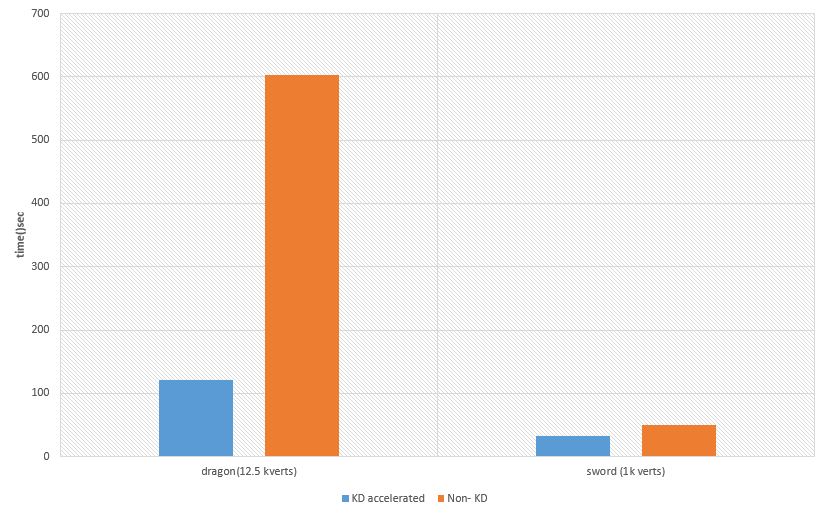 700
600
500
400
300
200
100
0
time()sec
dragon(12.5 kverts)
sword (1k verts)
KD accelerated
Non- KD